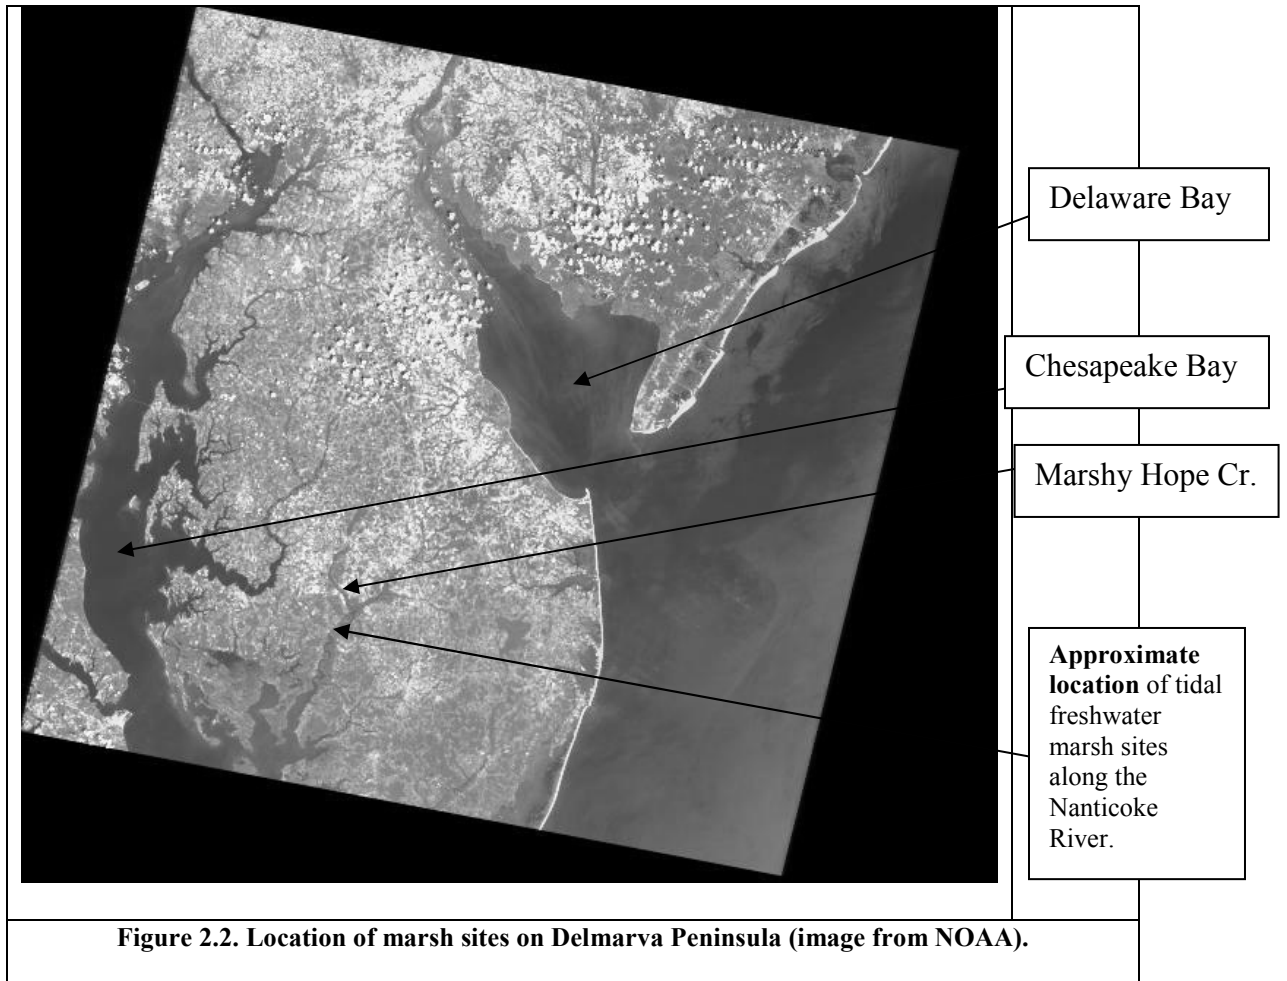 Delaware Bay
Chesapeake Bay
Marshy Hope Cr.
Approximate
location of tidal
freshwater
marsh sites
along the
Nanticoke
River.
Figure 2.2. Location of marsh sites on Delmarva Peninsula (image from NOAA).